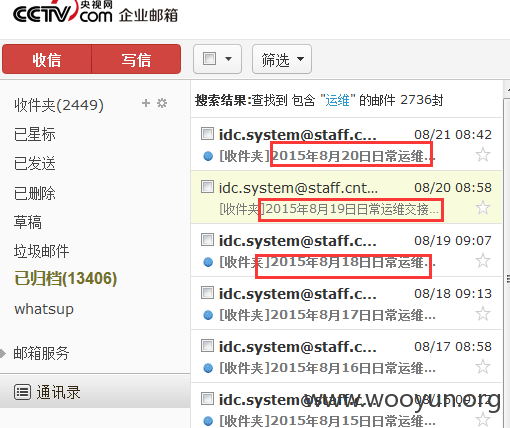 CCTV 央视网 .com 企业邮箱
收信 写信 筛选
收件夹(2449)
已星标
已发送
已删除
草稿
垃圾邮件
已归档(13406)
whatsup
邮箱服务
通讯录
搜索结果:查找到 包含 "运维" 的邮件 2736封
idc.system@staff.c... 08/21 08:42
[收件夹]2015年8月20日日常运维...
idc.system@staff.cnt... 08/20 08:58
[收件夹]2015年8月19日日常运维交接...
idc.system@staff.c... 08/19 09:07
[收件夹]2015年8月18日日常运维...
idc.system@staff.c... 08/18 09:13
[收件夹]2015年8月17日日常运维...
idc.system@staff.c... 08/17 08:58
[收件夹]2015年8月16日日常运维...
idc.system@staff.c...
[收件夹]2015年8月15日日常运维...
www.wooyun.org